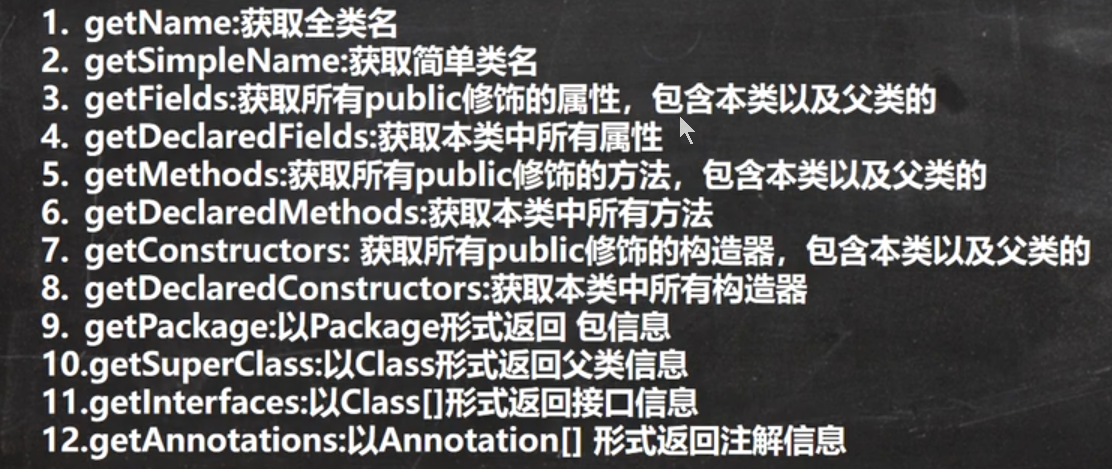 1. getName:获取全类名
2. getSimpleName:获取简单类名
3. getFields:获取所有public修饰的属性，包含本类以及父类的
4. getDeclaredFields:获取本类中所有属性
5. getMethods:获取所有public修饰的方法，包含本类以及父类的
6. getDeclaredMethods:获取本类中所有方法
7. getConstructors: 获取所有public修饰的构造器，包含本类以及父类的
8. getDeclaredConstructors:获取本类中所有构造器
9. getPackage:以Package形式返回 包信息
10.getSuperClass:以Class形式返回父类信息
11.getInterfaces:以Class[]形式返回接口信息
12.getAnnotations:以Annotation[] 形式返回注解信息